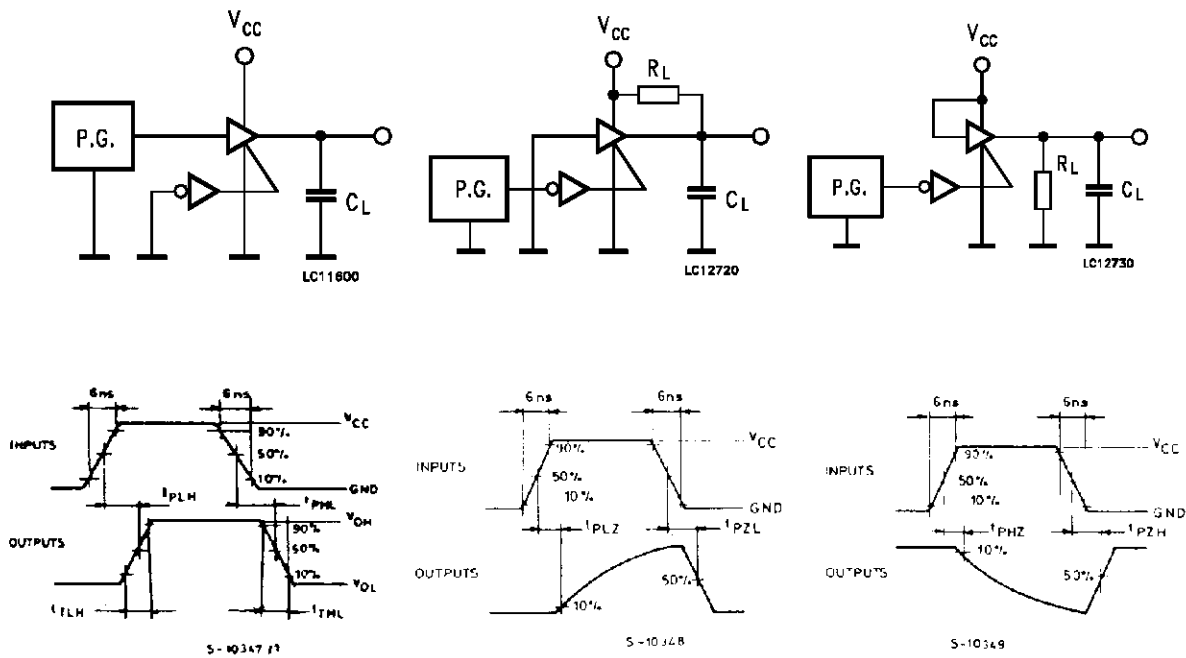 VCC
P.G.
CL
LC11600
VCC
RL
P.G.
CL
LC12720
VCC
P.G.
RL
CL
LC12730
6ns
6ns
INPUTS
VCC
90%
50%
10%
GND
tPLH
tPHL
OUTPUTS
VOH
90%
50%
10%
VOL
tTLH
tTHL
6ns
6ns
INPUTS
VCC
90%
50%
10%
GND
tPLZ
tPZL
OUTPUTS
50%
10%
S-10348
6ns
6ns
INPUTS
VCC
90%
50%
10%
GND
tPHZ
tPZH
10%
OUTPUTS
50%
S-10349